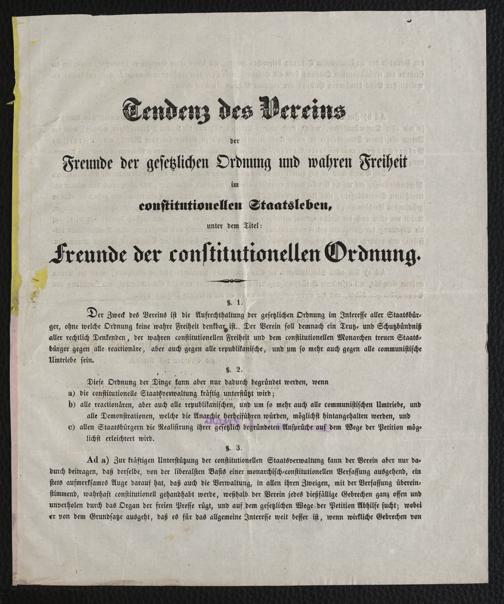 Tendenz des Vereins
der
Freunde der gesetzlichen Ordnung und wahren Freiheit
im
constitutionellen Staatsleben,
unter dem Titel:
Freunde der constitutionellen Ordnung.
§. 1.
Der Zweck des Vereins ist die Aufrechthaltung der gesetzlichen Ordnung im Interesse aller Staatsbür-
ger, ohne welche Ordnung keine wahre Freiheit denkbar ist. Der Verein soll demnach ein Trutz- und Schutzbündniß
aller rechtlich Denkenden, der wahren constitutionellen Freiheit und dem constitutionellen Monarchen treuen Staats-
bürger gegen alle reactionäre, aber auch gegen alle republikanische, und um so mehr auch gegen alle communistische
Umtriebe sein.
§. 2.
Diese Ordnung der Dinge kann aber nur dadurch begründet werden, wenn
a) die constitutionelle Staatsverwaltung kräftig unterstützt wird;
b) alle reactionären, aber auch alle republikanischen, und um so mehr auch alle communistischen Umtriebe, und
alle Demonstrationen, welche die Anarchie herbeiführen würden, möglichst hintangehalten werden, und
c) allen Staatsbürgern die Realisirung ihrer gesetzlich begründeten Ansprüche auf dem Wege der Petition mög-
lichst erleichtert wird.
§. 3.
Ad a) Zur kräftigen Unterstützung der constitutionellen Staatsverwaltung kann der Verein aber nur da-
durch beitragen, daß derselbe, von der liberalsten Basis einer monarchisch-constitutionellen Verfassung ausgehend, ein
stets aufmerksames Auge darauf hat, daß auch die Verwaltung, in allen ihren Zweigen, mit der Verfassung überein-
stimmend, wahrhaft constitutionell gehandhabt werde, weßhalb der Verein jedes dießfällige Gebrechen ganz offen und
unverholen durch das Organ der freien Presse rügt, und auf dem gesetzlichen Wege der Petition Abhilfe sucht; wobei
er von dem Grundsatze ausgeht, daß es für das allgemeine Interesse weit besser ist, wenn wirkliche Gebrechen von